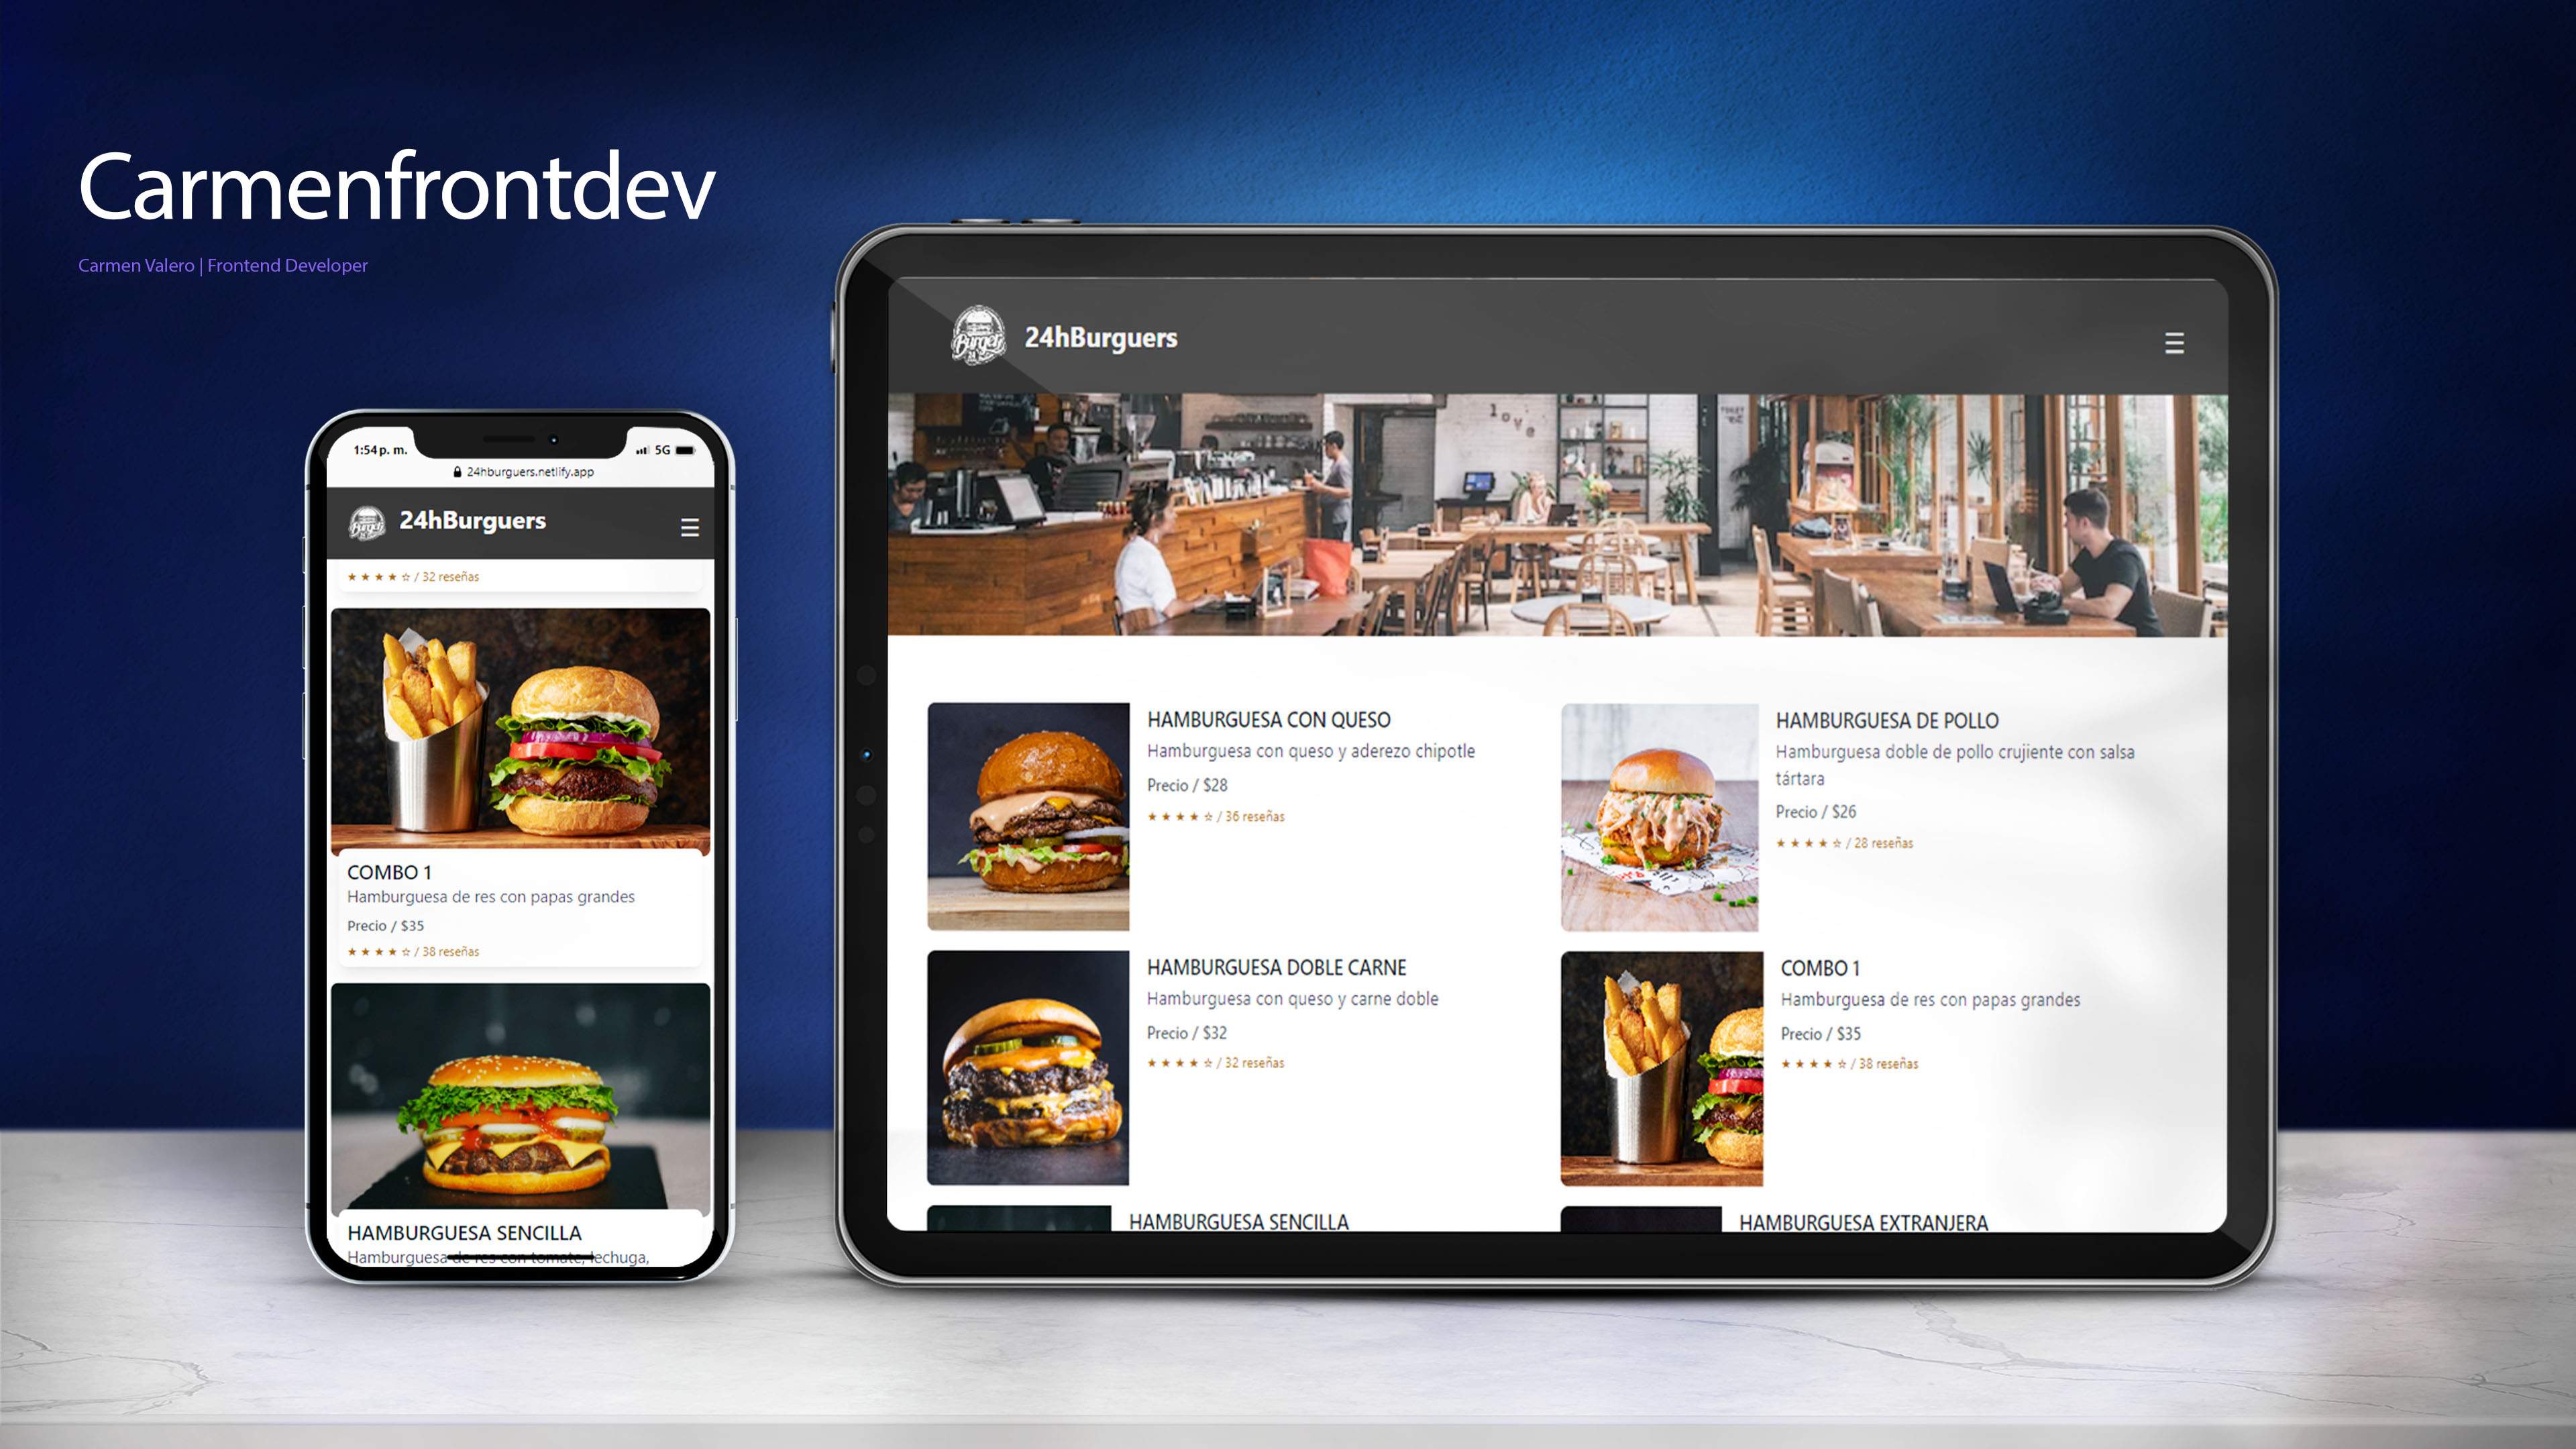 Carmenfrontdev
Carmen Valero | Frontend Developer
1:54 p. m.
5G
24hburguers.netlify.app
Burger
24hBurguers
★ ★ ★ ★ ☆ / 32 reseñas
COMBO 1
Hamburguesa de res con papas grandes
Precio / $35
★ ★ ★ ★ ☆ / 38 reseñas
HAMBURGUESA SENCILLA
Hamburguesa de res con tomate, lechuga,
Burger
24hBurguers
love
HAMBURGUESA CON QUESO
Hamburguesa con queso y aderezo chipotle
Precio / $28
★ ★ ★ ★ ☆ / 36 reseñas
HAMBURGUESA DE POLLO
Hamburguesa doble de pollo crujiente con salsa
tártara
Precio / $26
★ ★ ★ ★ ☆ / 28 reseñas
HAMBURGUESA DOBLE CARNE
Hamburguesa con queso y carne doble
Precio / $32
★ ★ ★ ★ ☆ / 32 reseñas
COMBO 1
Hamburguesa de res con papas grandes
Precio / $35
★ ★ ★ ★ ☆ / 38 reseñas
HAMBURGUESA SENCILLA
HAMBURGUESA EXTRANJERA